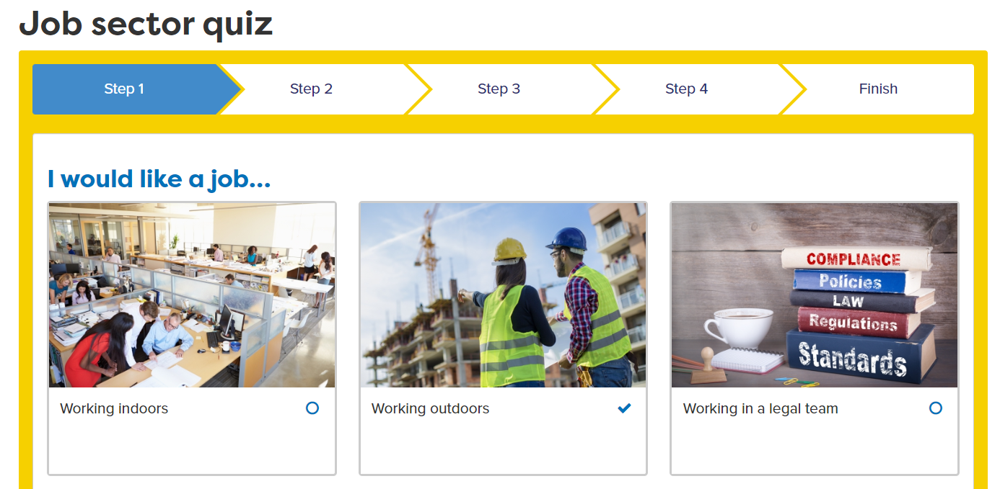 Job sector quiz
Step 1
Step 2
Step 3
Step 4
Finish
I would like a job...
COMPLIANCE
Policies
LAW
Regulations
Standards
Working indoors
Working outdoors
Working in a legal team